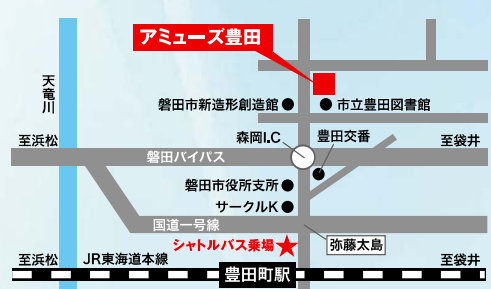 アミューズ豊田
天竜川
磐田市新造形創造館
市立豊田図書館
森岡I.C
豊田交番
至浜松
至袋井
磐田バイパス
磐田市役所支所
サークルK
国道一号線
シャトルバス乗場
弥藤太島
至浜松
JR東海道本線
至袋井
豊田町駅